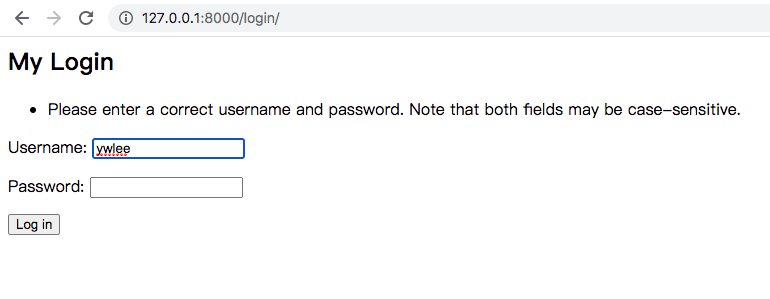 127.0.0.1:8000/login/
My Login
• Please enter a correct username and password. Note that both fields may be case-sensitive.
Username: ywlee
Password:
Log in